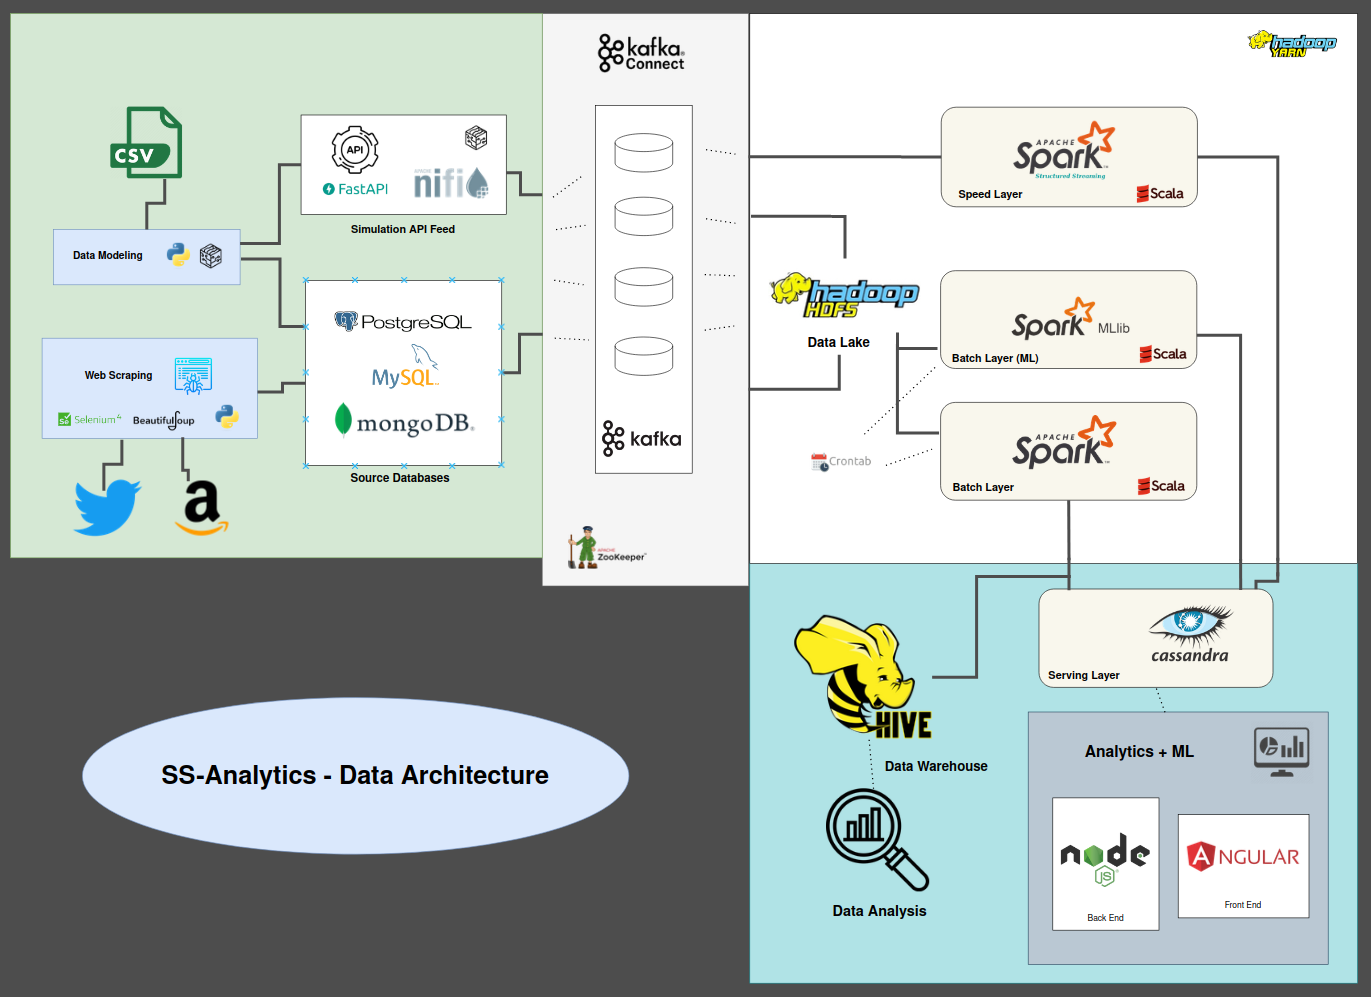 kafka
Connect
hadoop
YARN
CSV
API
FastAPI
nifi
Simulation API Feed
Data Modeling
APACHE
Spark
Structured Streaming
Speed Layer
Scala
PostgreSQL
MySQL
mongoDB
Source Databases
Web Scraping
Selenium 4
BeautifulSoup
a
hadoop
HDFS
Data Lake
Spark MLlib
Batch Layer (ML)
Scala
kafka
Crontab
APACHE
Spark
Batch Layer
Scala
APACHE
ZooKeeper
HIVE
Data Warehouse
Data Analysis
cassandra
Serving Layer
Analytics + ML
node
JS
Back End
ANGULAR
Front End
SS-Analytics - Data Architecture